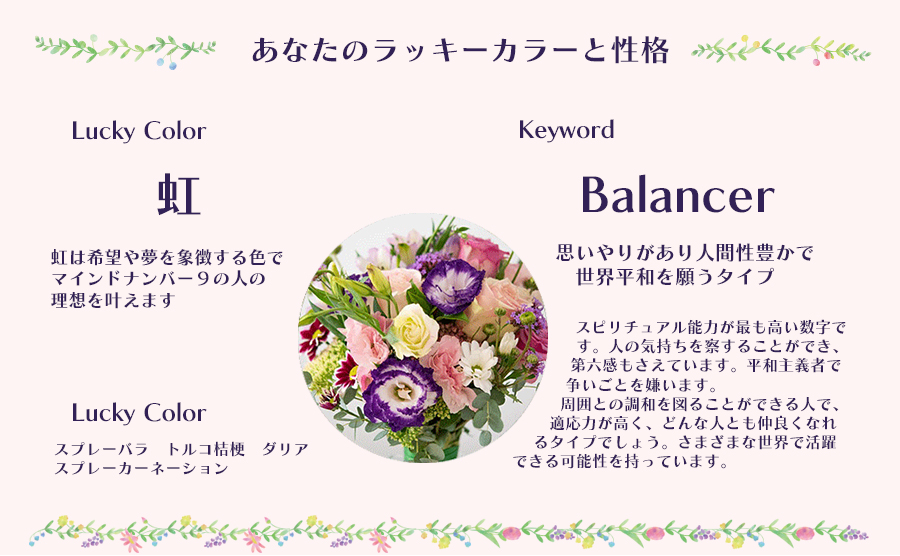 あなたのラッキーカラーと性格
Lucky Color
虹
虹は希望や夢を象徴する色で
マインドナンバー９の人の
理想を叶えます
Lucky Color
スプレーバラ　トルコ桔梗　ダリア
スプレーカーネーション
Keyword
Balancer
思いやりがあり人間性豊かで
世界平和を願うタイプ
スピリチュアル能力が最も高い数字で
す。人の気持ちを察することができ、
第六感もさえています。平和主義者で
争いごとを嫌います。
周囲との調和を図ることができる人で、
適応力が高く、どんな人とも仲良くなれ
るタイプでしょう。さまざまな世界で活躍
できる可能性を持っています。